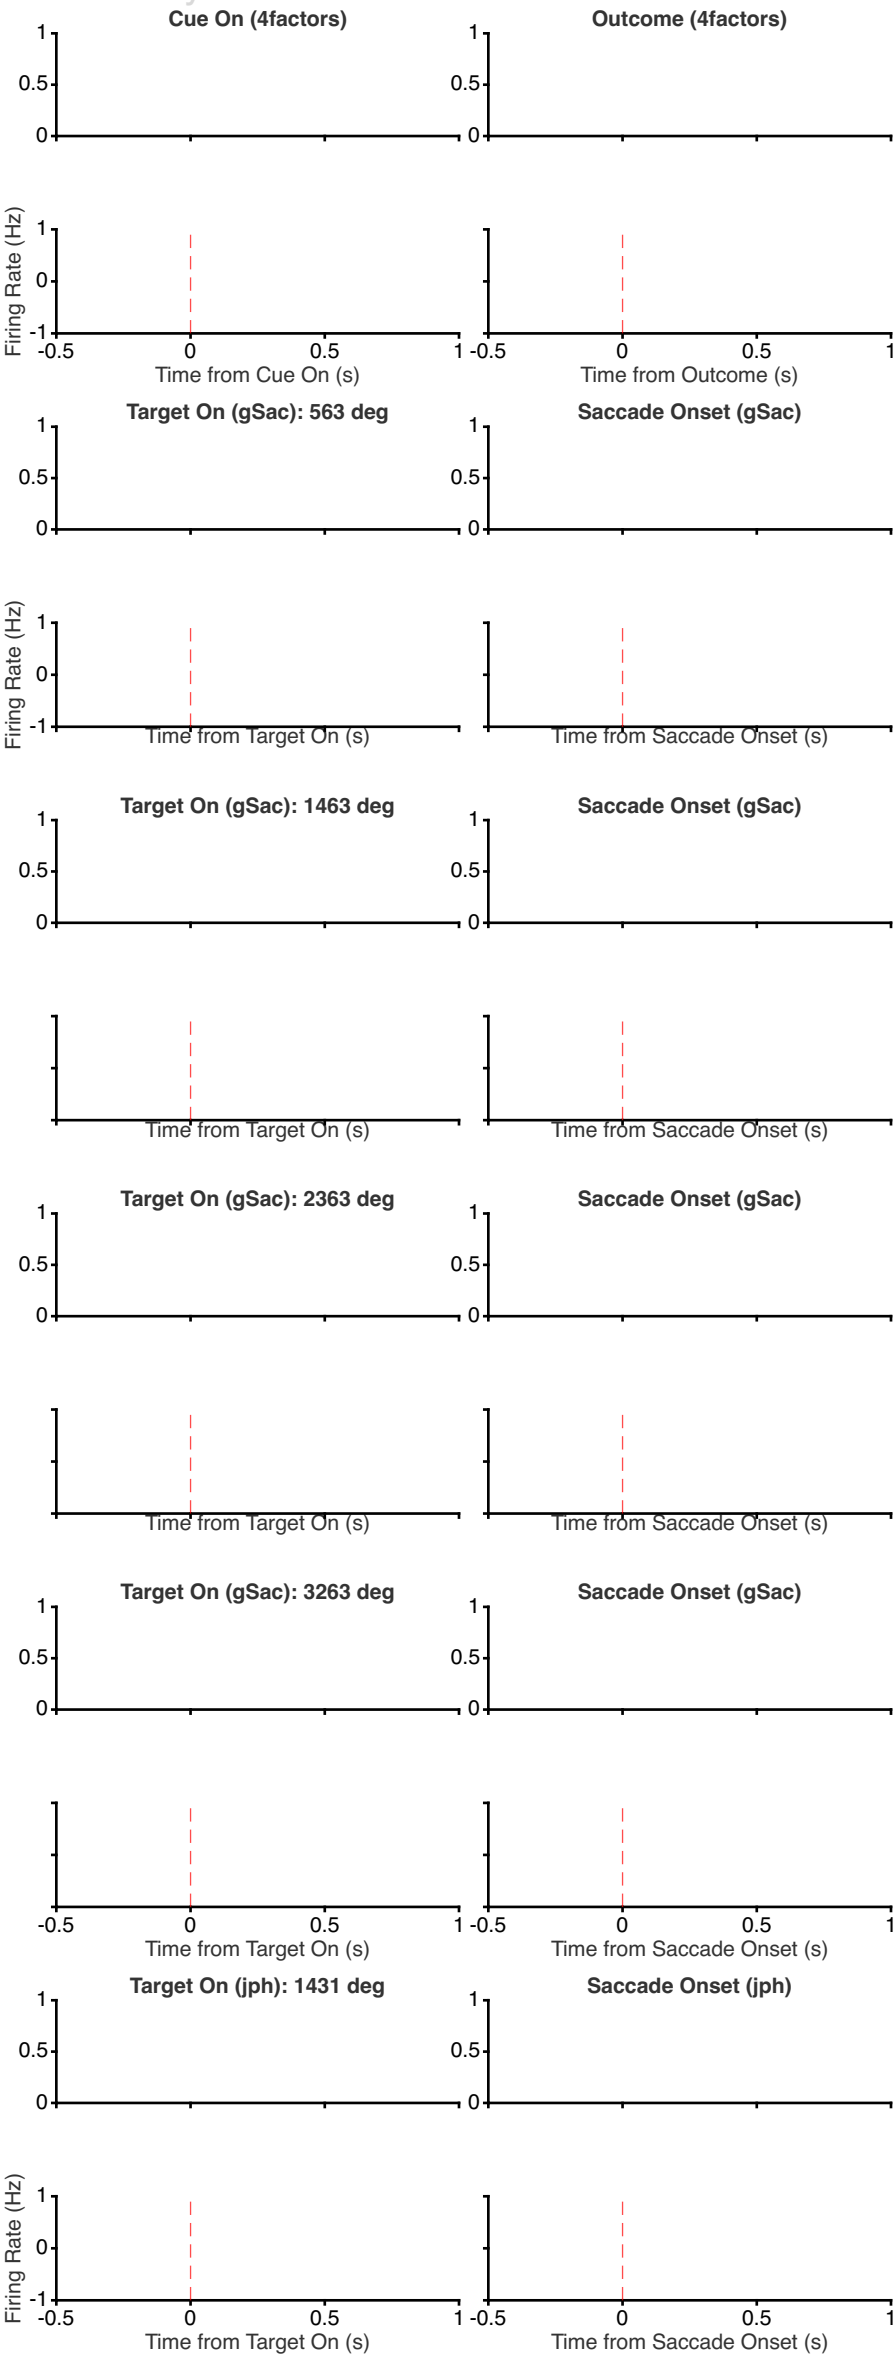 Cue On (4factors) Outcome (4factors)
1 1
0.5 0.5
0 0
Firing Rate (Hz)
1
0
-1
-0.5 0 0.5 1 -0.5 0 0.5 1
Time from Cue On (s) Time from Outcome (s)
Target On (gSac): 563 deg Saccade Onset (gSac)
1 1
0.5 0.5
0 0
Firing Rate (Hz)
1
0
-1
Time from Target On (s) Time from Saccade Onset (s)
Target On (gSac): 1463 deg Saccade Onset (gSac)
1 1
0.5 0.5
0 0
Time from Target On (s) Time from Saccade Onset (s)
Target On (gSac): 2363 deg Saccade Onset (gSac)
1 1
0.5 0.5
0 0
Time from Target On (s) Time from Saccade Onset (s)
Target On (gSac): 3263 deg Saccade Onset (gSac)
1 1
0.5 0.5
0 0
-0.5 0 0.5 1 -0.5 0 0.5 1
Time from Target On (s) Time from Saccade Onset (s)
Target On (jph): 1431 deg Saccade Onset (jph)
1 1
0.5 0.5
0 0
Firing Rate (Hz)
1
0
-1
-0.5 0 0.5 1 -0.5 0 0.5 1
Time from Target On (s) Time from Saccade Onset (s)